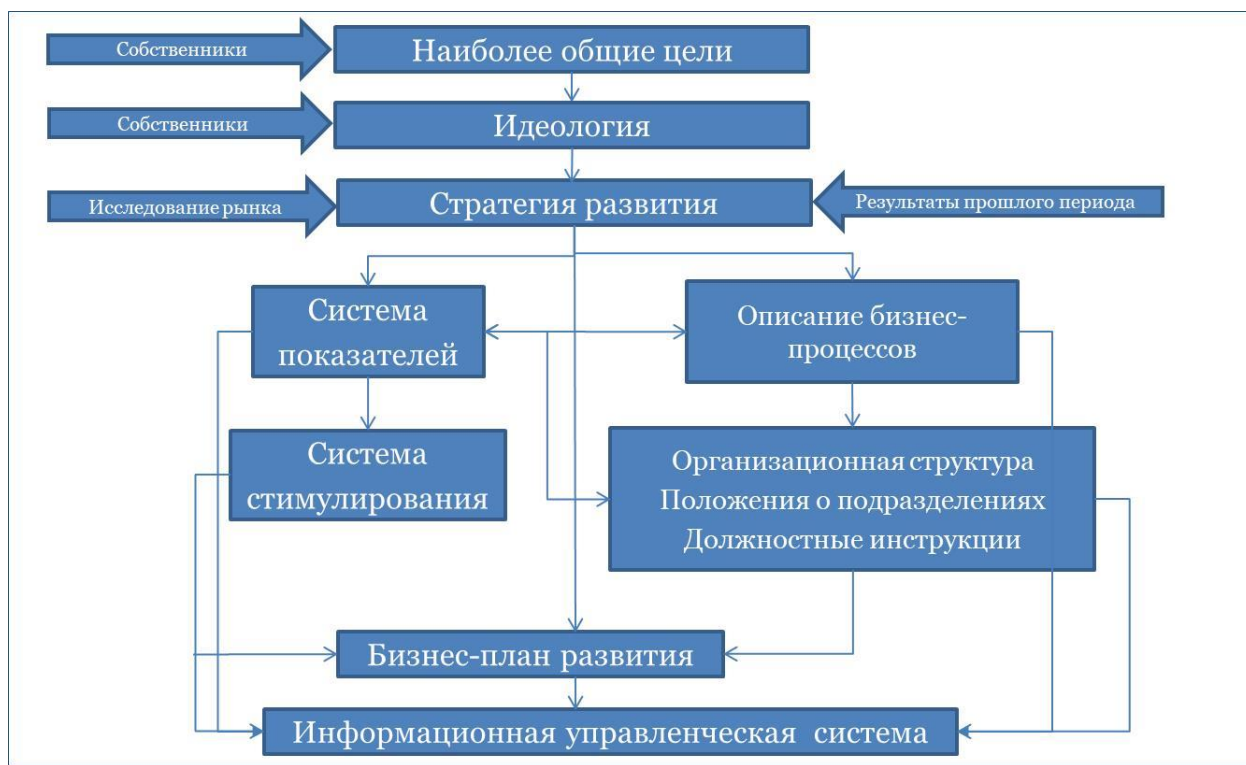 Собственники
Наиболее общие цели
Собственники
Идеология
Исследование рынка
Стратегия развития
Результаты прошлого периода
Система
показателей
Описание бизнес-
процессов
Система
стимулирования
Организационная структура
Положения о подразделениях
Должностные инструкции
Бизнес-план развития
Информационная управленческая система